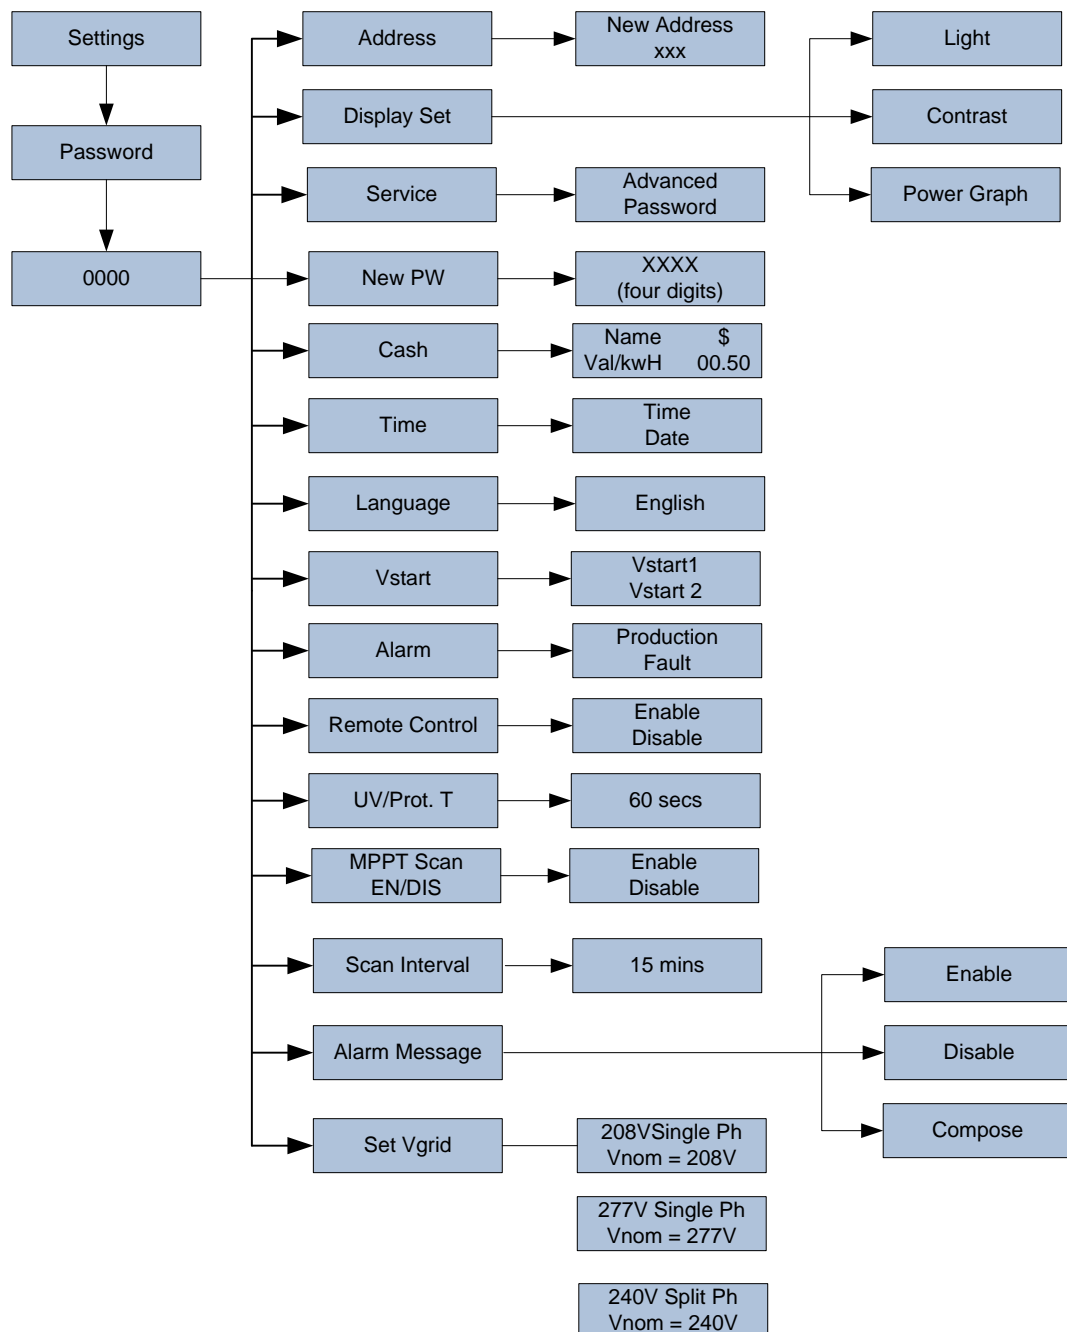 Settings
Password
0000
Address
New Address
xxx
Display Set
Light
Contrast
Power Graph
Service
Advanced
Password
New PW
XXXX
(four digits)
Cash
Name $
Val/kwH 00.50
Time
Time
Date
Language
English
Vstart
Vstart1
Vstart 2
Alarm
Production
Fault
Remote Control
Enable
Disable
UV/Prot. T
60 secs
MPPT Scan
EN/DIS
Enable
Disable
Scan Interval
15 mins
Alarm Message
Enable
Disable
Compose
Set Vgrid
208VSingle Ph
Vnom = 208V
277V Single Ph
Vnom = 277V
240V Split Ph
Vnom = 240V